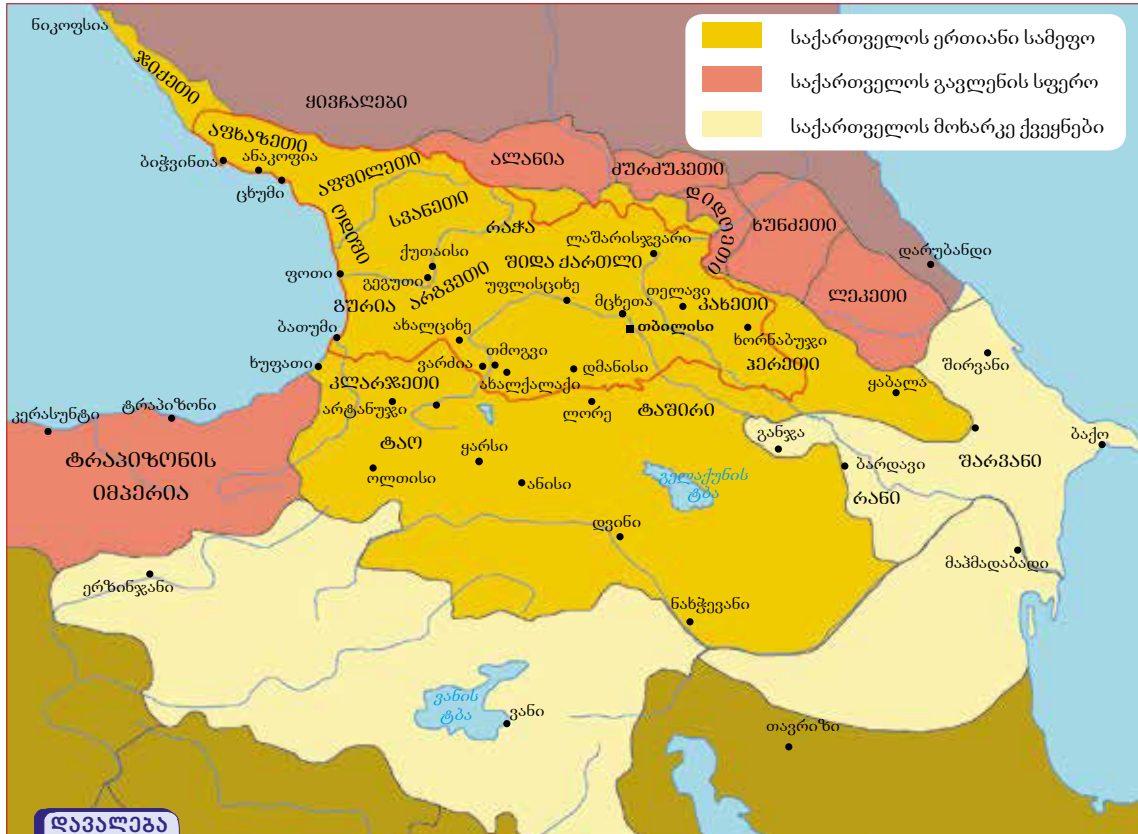 ნიკოფსია
საქართველოს ერთიანი სამეფო
საქართველოს გავლენის სფერო
საქართველოს მოხარკე ქვეყნები
ჯიქეთი
ყივჩაღები
აფხაზეთი
ბიჭვინთა
ანაკოფია
ცხუმი
აფშილეთი
ალანია
ძურძუკეთი
დიდოეთი
ხუნძეთი
დარუბანდი
ოდიში
სვანეთი
რაჭა
ლაშარისჯვარი
ლეკეთი
ფოთი
ქუთაისი
გეგუთი
არგვეთი
შიდა ქართლი
უფლისციხე
მცხეთა
თელავი
კახეთი
გურია
ბათუმი
ახალციხე
თბილისი
ხორნაბუჯი
ხუფათი
ვარძია
თმოგვი
ახალქალაქი
დმანისი
ჰერეთი
ყაბალა
შირვანი
კლარჯეთი
არტანუჯი
ლორე
ტაშირი
კერასუნტი
ტრაპიზონი
ტრაპიზონის
იმპერია
ტაო
ყარსი
ოლთისი
ანისი
გელაქუნის
ტბა
განჯა
ბარდავი
რანი
შარვანი
ბაქო
დვინი
მაჰმადაბადი
ერზინჯანი
ნახჭევანი
ვანის
ტბა
ვანი
თავრიზი
დავალება